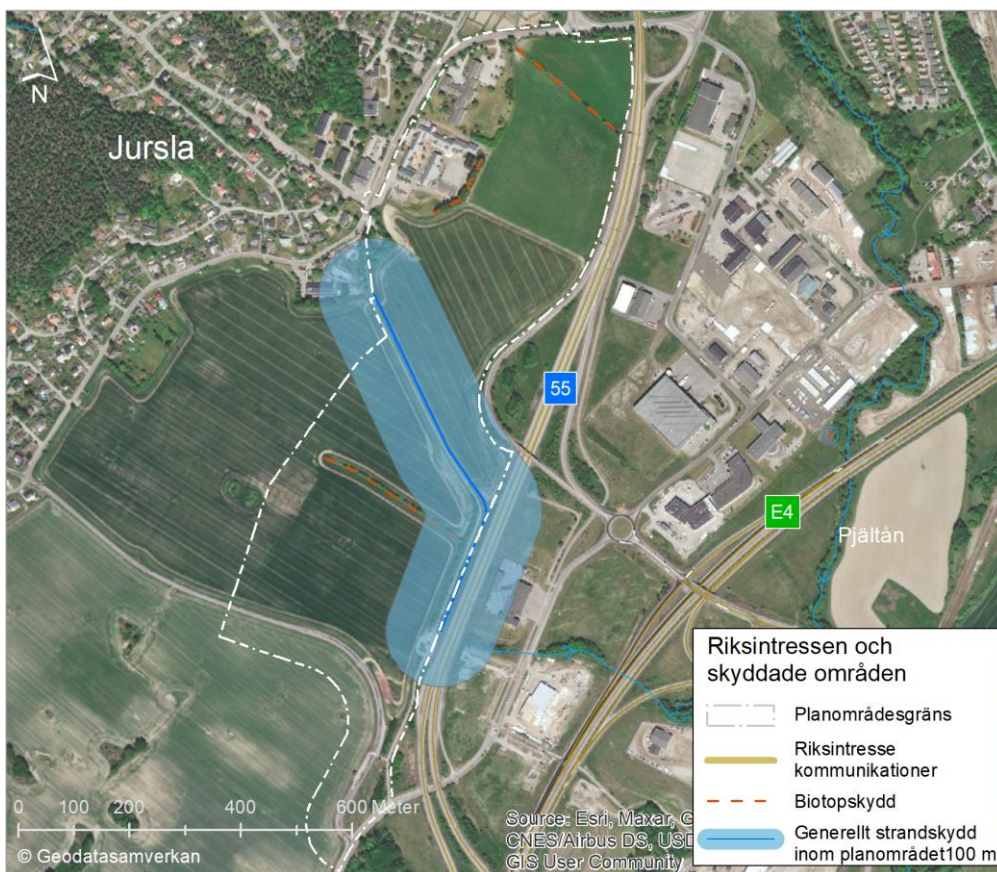 N
Jursla
55
E4
Pjältån
Riksintressen och
skyddade områden
Planområdesgräns
Riksintresse
kommunikationer
Biotopskydd
Generellt strandskydd
inom planområdet100 m
0 100 200 400 600 Meter
Source: Esri, Maxar, G
CNES/Airbus DS, USD
GIS User Community
© Geodatasamverkan